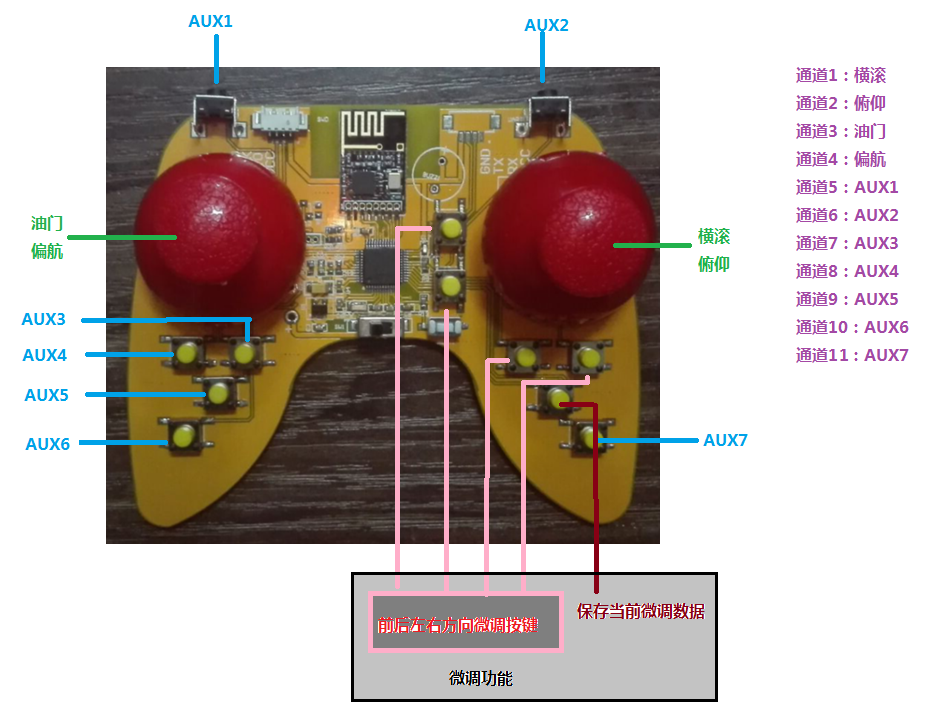 AUX1
AUX2
通道1：横滚
通道2：俯仰
通道3：油门
通道4：偏航
通道5：AUX1
通道6：AUX2
通道7：AUX3
通道8：AUX4
通道9：AUX5
通道10：AUX6
通道11：AUX7
GND
TX
RX
油门
偏航
横滚
俯仰
AUX3
AUX4
AUX5
AUX6
AUX7
前后左右方向微调按键
保存当前微调数据
微调功能